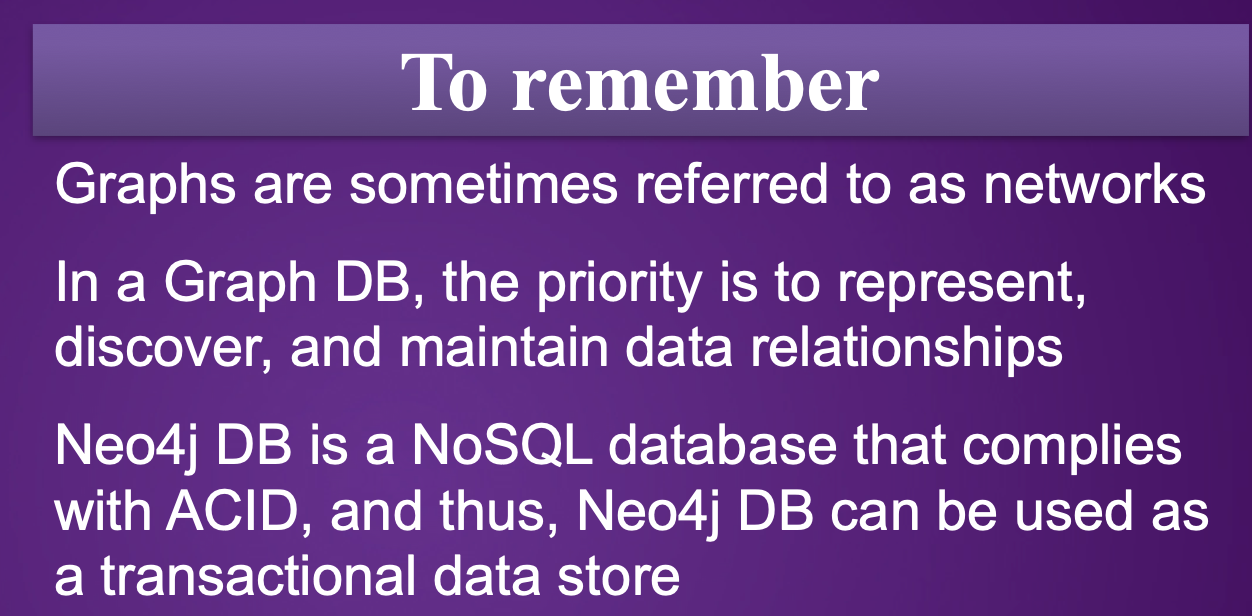 To remember
Graphs are sometimes referred to as networks
In a Graph DB, the priority is to represent,
discover, and maintain data relationships
Neo4j DB is a NoSQL database that complies
with ACID, and thus, Neo4j DB can be used as
a transactional data store